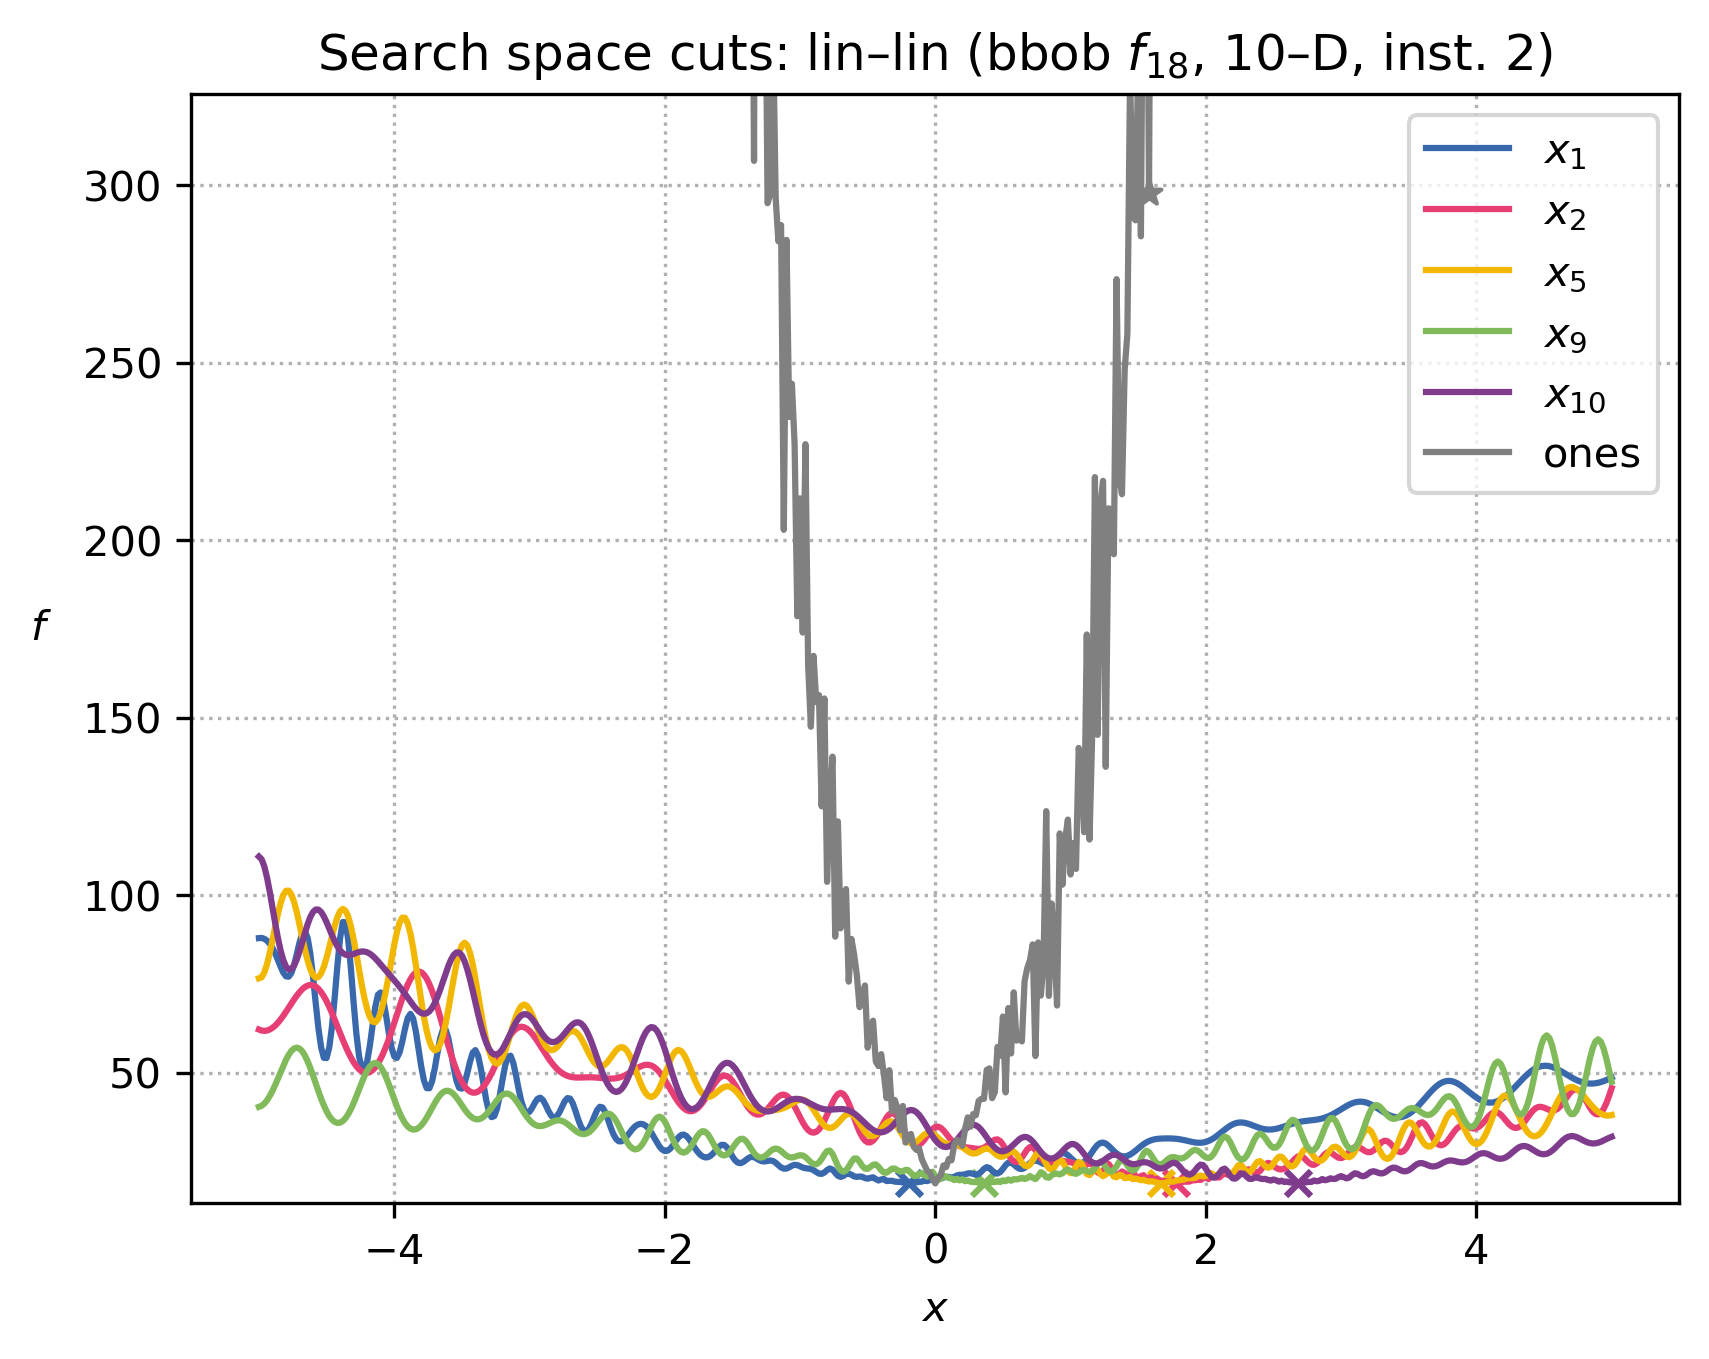 Search space cuts: lin–lin (bbob f18, 10–D, inst. 2)
300
250
200
150
100
50
f
−4
−2
0
2
4
x
x1
x2
x5
x9
x10
ones